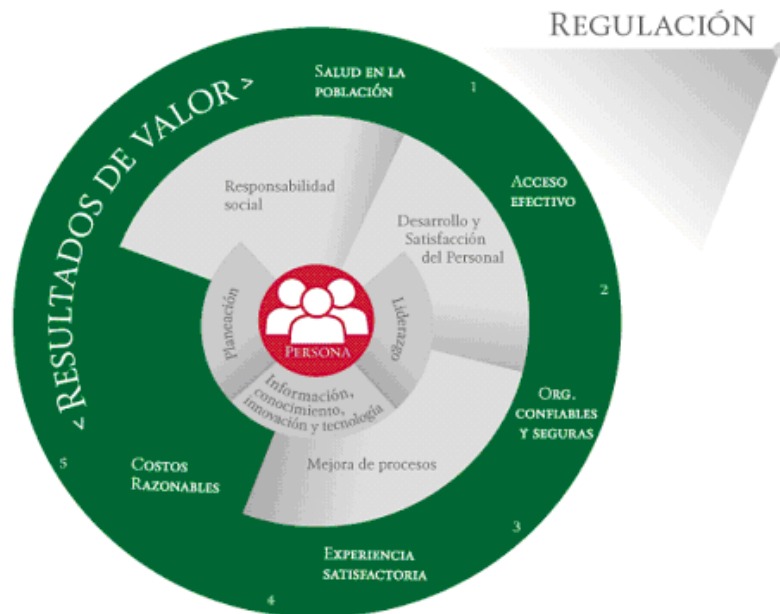 REGULACIÓN
< RESULTADOS DE VALOR >
SALUD EN LA
POBLACIÓN
1
ACCESO
EFECTIVO
2
ORG.
CONFIABLES
Y SEGURAS
3
EXPERIENCIA
SATISFACTORIA
4
COSTOS
RAZONABLES
5
Responsabilidad
social
Desarrollo y
Satisfacción
del Personal
Mejora de procesos
Planeación
Liderazgo
Información,
conocimiento,
innovación y tecnología
PERSONA